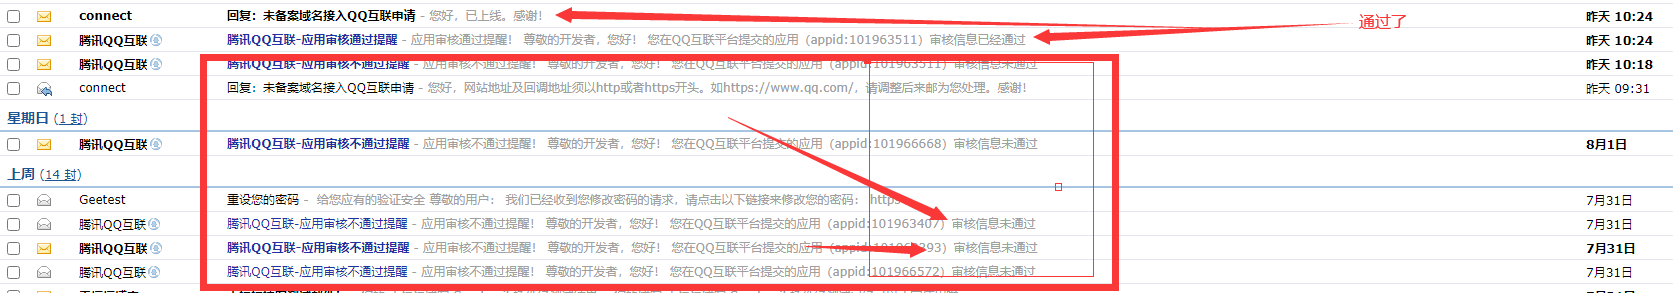 connect 回复：未备案域名接入QQ互联申请 - 您好，已上线。感谢！ 昨天 10:24
通过了
腾讯QQ互联 腾讯QQ互联-应用审核通过提醒 - 应用审核通过提醒！ 尊敬的开发者，您好！ 您在QQ互联平台提交的应用（appid:101963511）审核信息已经通过 昨天 10:24
腾讯QQ互联 腾讯QQ互联-应用审核不通过提醒 - 应用审核不通过提醒！ 尊敬的开发者，您好！ 您在QQ互联平台提交的应用（appid:101963511）审核信息未通过 昨天 10:18
connect 回复：未备案域名接入QQ互联申请 - 您好，网站地址及回调地址须以http或者https开头。如https://www.qq.com/，请调整后来邮为您处理。感谢！ 昨天 09:31
星期日 (1 封)
腾讯QQ互联 腾讯QQ互联-应用审核不通过提醒 - 应用审核不通过提醒！ 尊敬的开发者，您好！ 您在QQ互联平台提交的应用（appid:101966668）审核信息未通过 8月1日
上周 (14 封)
Geetest 重设您的密码 - 给您应有的验证安全 尊敬的用户： 我们已经收到您修改密码的请求，请点击以下链接来修改您的密码： https 7月31日
腾讯QQ互联 腾讯QQ互联-应用审核不通过提醒 - 应用审核不通过提醒！ 尊敬的开发者，您好！ 您在QQ互联平台提交的应用（appid:101963407）审核信息未通过 7月31日
腾讯QQ互联 腾讯QQ互联-应用审核不通过提醒 - 应用审核不通过提醒！ 尊敬的开发者，您好！ 您在QQ互联平台提交的应用 审核信息未通过 7月31日
腾讯QQ互联 腾讯QQ互联-应用审核不通过提醒 - 应用审核不通过提醒！ 尊敬的开发者，您好！ 您在QQ互联平台提交的应用（appid:101966572）审核信息未通过 7月31日